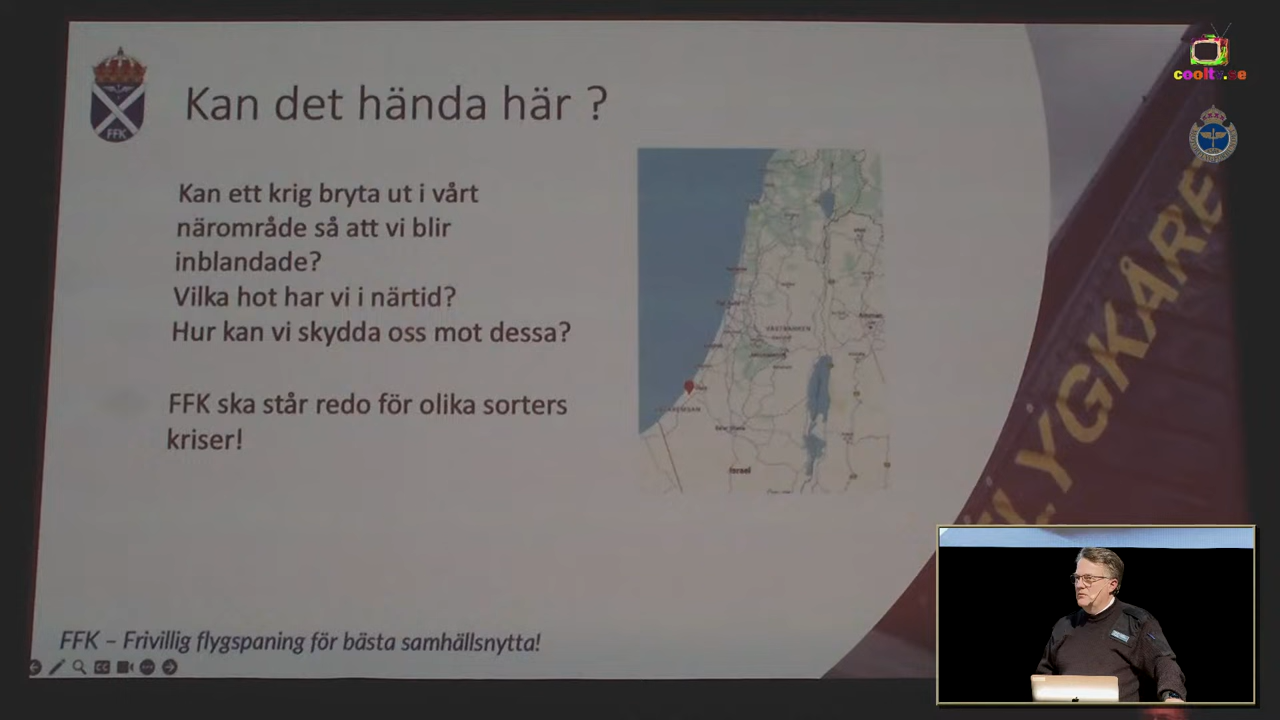 Kan det hända här ?
cooltv.se
FFK
Kan ett krig bryta ut i vårt
närområde så att vi blir
inblandade?
Vilka hot har vi i närtid?
Hur kan vi skydda oss mot dessa?
FFK ska står redo för olika sorters
kriser!
VÄSTBANKEN
Israel
LYGKÅRE
FFK – Frivillig flygspaning för bästa samhällsnytta!